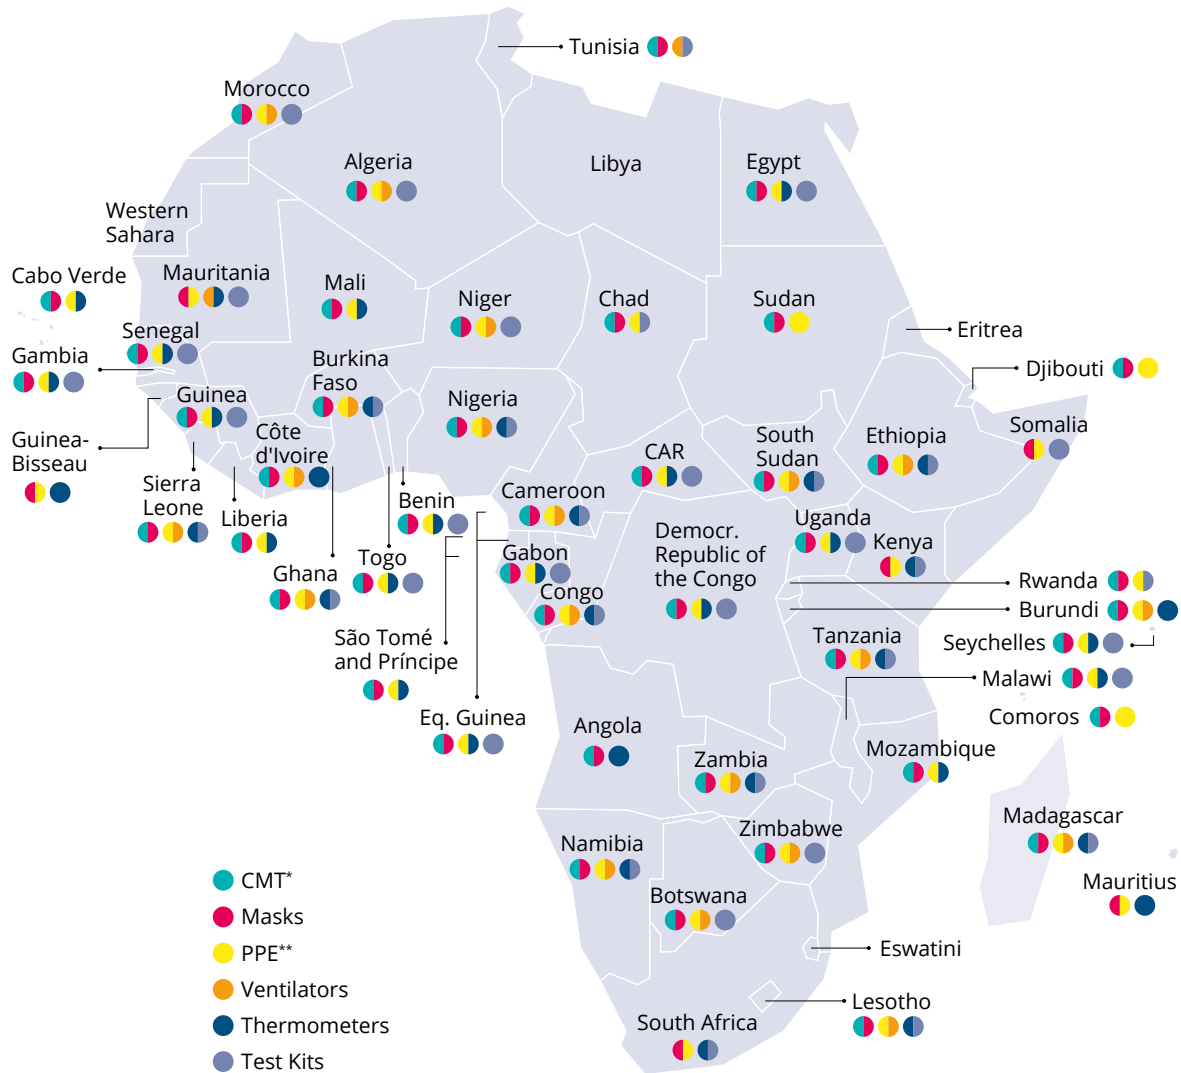 Tunisia
Morocco
Algeria
Libya
Egypt
Western
Sahara
Cabo Verde
Mauritania
Mali
Niger
Chad
Sudan
Eritrea
Senegal
Gambia
Burkina
Faso
Djibouti
Guinea
Nigeria
Somalia
Guinea-
Bissau
Côte
d'Ivoire
CAR
South
Sudan
Ethiopia
Sierra
Leone
Liberia
Benin
Cameroon
Uganda
Kenya
Democr.
Republic of
the Congo
Ghana
Togo
Gabon
Congo
Rwanda
Burundi
São Tomé
and Príncipe
Tanzania
Seychelles
Malawi
Comoros
Eq. Guinea
Angola
Zambia
Mozambique
Madagascar
Zimbabwe
Namibia
Botswana
Mauritius
Eswatini
Lesotho
South Africa
CMT*
Masks
PPE**
Ventilators
Thermometers
Test Kits